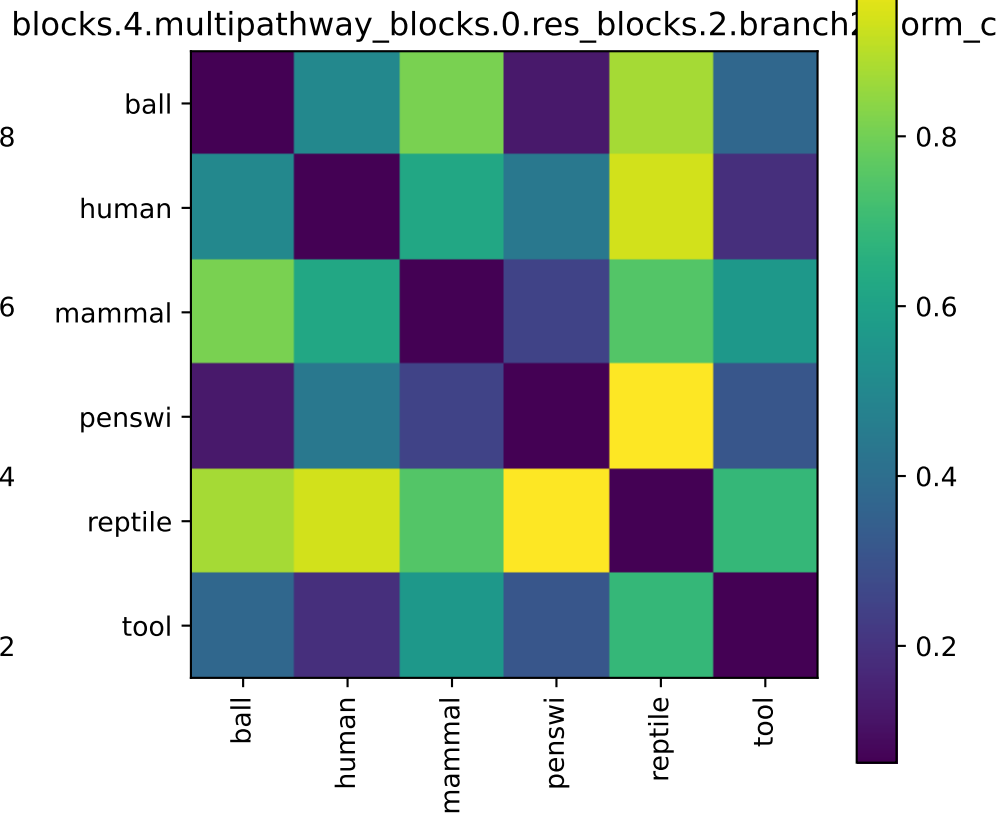 blocks.4.multipathway_blocks.0.res_blocks.2.branch2 orm_c
ball
human
mammal
penswi
reptile
tool
ball
human
mammal
penswi
reptile
tool
8
6
4
2
0.8
0.6
0.4
0.2